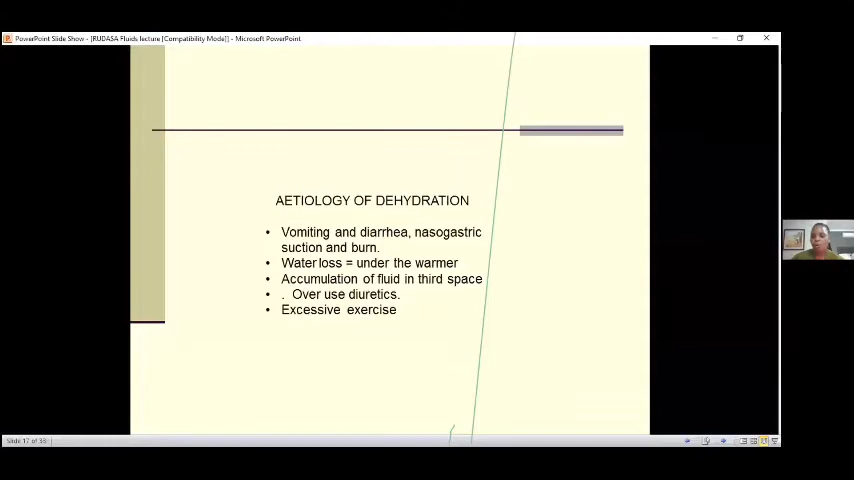 PowerPoint Slide Show - [RUDASA Fluids lecture [Compatibility Mode]] - Microsoft PowerPoint
AETIOLOGY OF DEHYDRATION
• Vomiting and diarrhea, nasogastric
suction and burn.
• Water loss = under the warmer
• Accumulation of fluid in third space
• . Over use diuretics.
• Excessive exercise
Slide 17 of 33